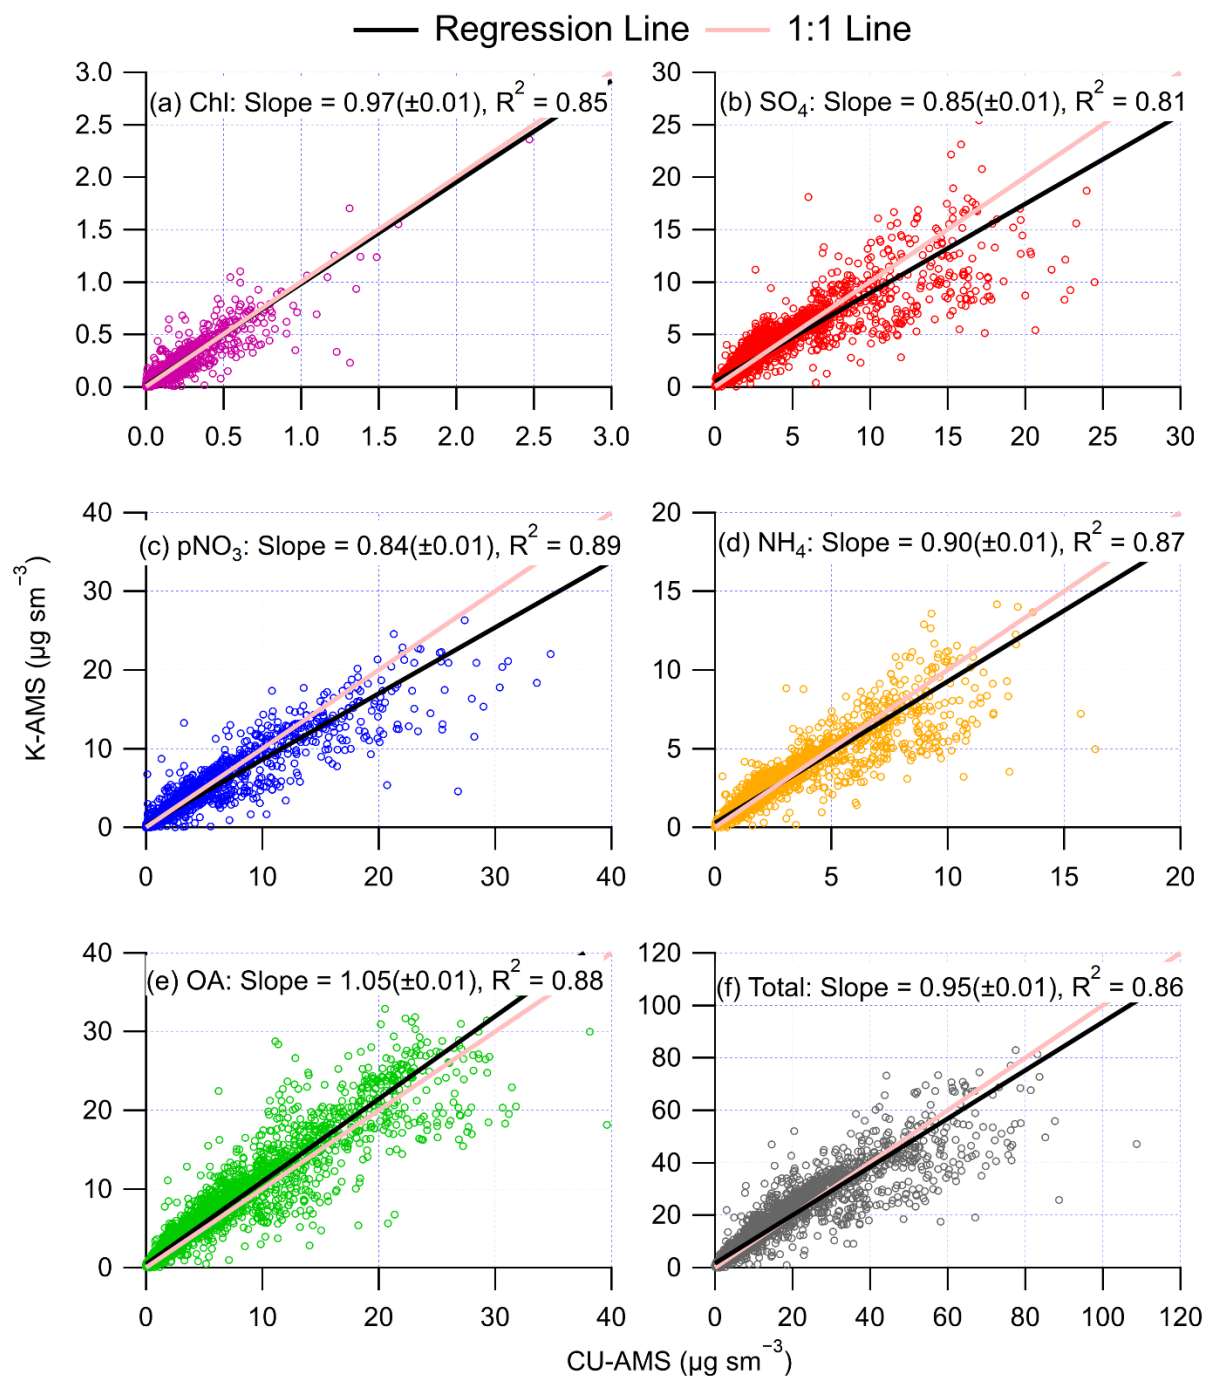 Regression Line 1:1 Line
(a) Chl: Slope = 0.97(±0.01), R² = 0.85
3.0
2.5
2.0
1.5
1.0
0.5
0.0
0.0 0.5 1.0 1.5 2.0 2.5 3.0
(b) SO₄: Slope = 0.85(±0.01), R² = 0.81
30
25
20
15
10
5
0
0 5 10 15 20 25 30
K-AMS (µg sm⁻³)
(c) pNO₃: Slope = 0.84(±0.01), R² = 0.89
40
30
20
10
0
0 10 20 30 40
(d) NH₄: Slope = 0.90(±0.01), R² = 0.87
20
15
10
5
0
0 5 10 15 20
(e) OA: Slope = 1.05(±0.01), R² = 0.88
40
30
20
10
0
0 10 20 30 40
(f) Total: Slope = 0.95(±0.01), R² = 0.86
120
100
80
60
40
20
0
0 20 40 60 80 100 120
CU-AMS (µg sm⁻³)